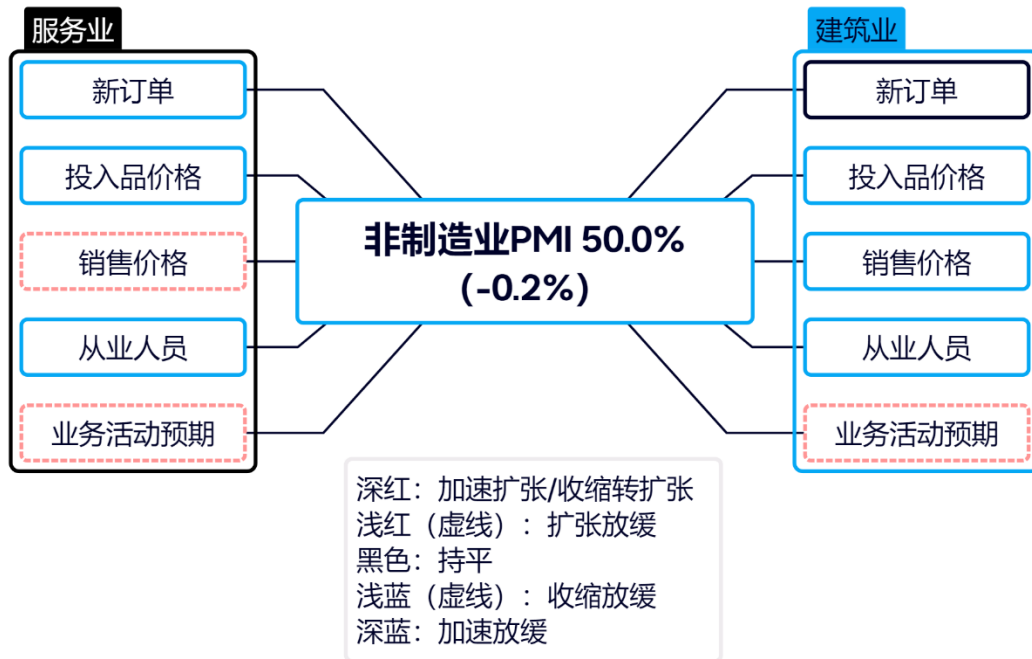 服务业
新订单
投入品价格
销售价格
从业人员
业务活动预期
非制造业PMI 50.0%
(-0.2%)
建筑业
新订单
投入品价格
销售价格
从业人员
业务活动预期
深红：加速扩张/收缩转扩张
浅红（虚线）：扩张放缓
黑色：持平
浅蓝（虚线）：收缩放缓
深蓝：加速放缓